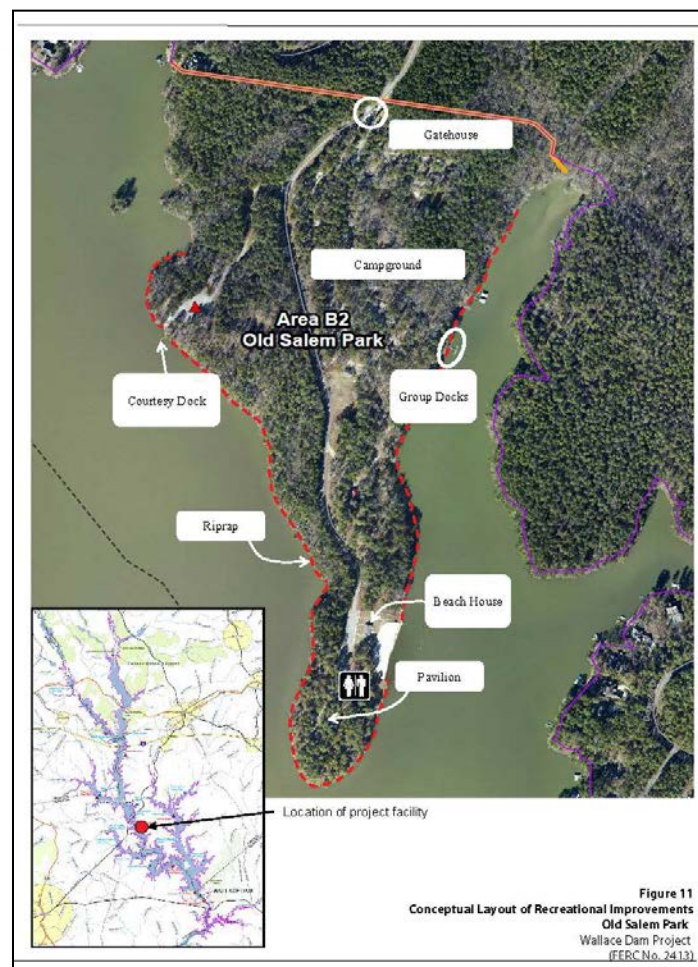 Gatehouse
Campground
Area B2
Old Salem Park
Courtesy Dock
Group Docks
Riprap
Beach House
Pavilion
Location of project facility
Figure 11
Conceptual Layout of Recreational Improvements
Old Salem Park
Wallace Dam Project
(FERC No. 2413)